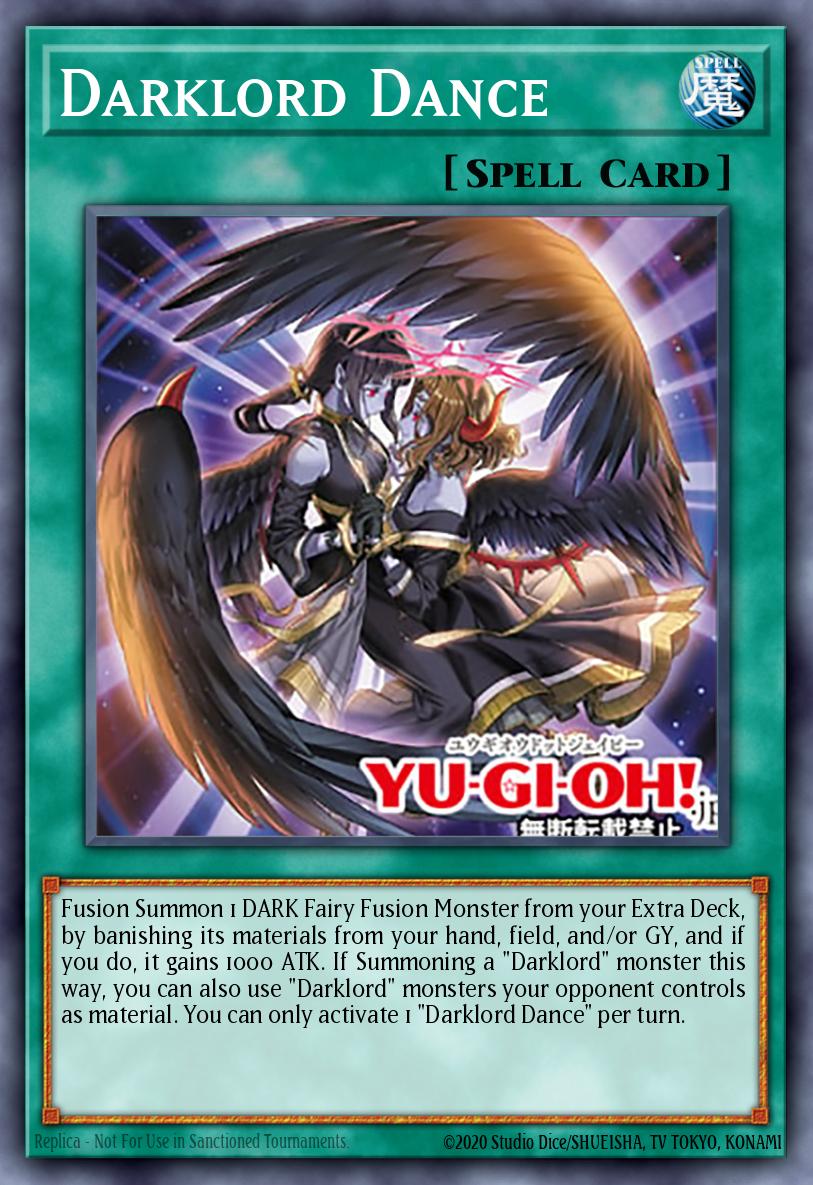 Darklord Dance
SPELL
魔
[ Spell Card ]
ユウギオウドットジェイピー
YU-GI-OH!
.jp
無断転載禁止
Fusion Summon 1 DARK Fairy Fusion Monster from your Extra Deck,
by banishing its materials from your hand, field, and/or GY, and if
you do, it gains 1000 ATK. If Summoning a "Darklord" monster this
way, you can also use "Darklord" monsters your opponent controls
as material. You can only activate 1 "Darklord Dance" per turn.
Replica - Not For Use in Sanctioned Tournaments.
©2020 Studio Dice/SHUEISHA, TV TOKYO, KONAMI